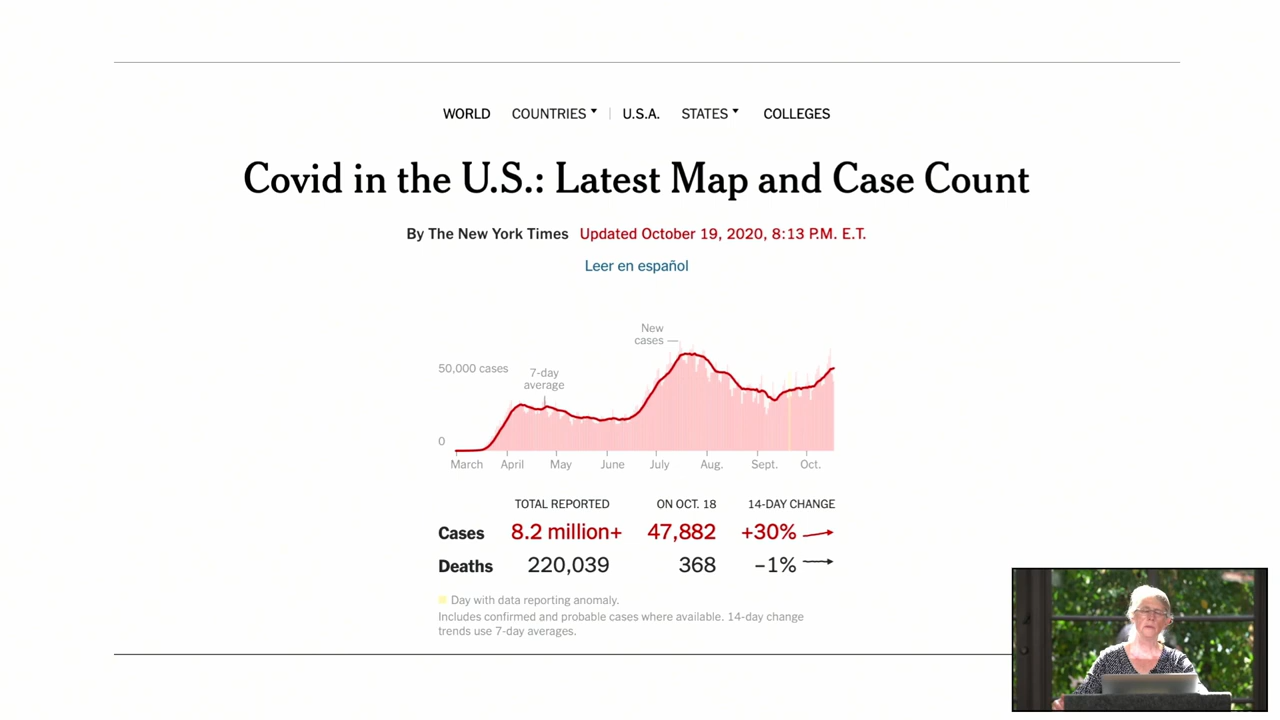 WORLD COUNTRIES U.S.A. STATES COLLEGES
Covid in the U.S.: Latest Map and Case Count
By The New York Times Updated October 19, 2020, 8:13 P.M. E.T.
Leer en español
New
cases
50,000 cases
7-day
average
0
March April May June July Aug. Sept. Oct.
TOTAL REPORTED ON OCT. 18 14-DAY CHANGE
Cases 8.2 million+ 47,882 +30%
Deaths 220,039 368 –1%
Day with data reporting anomaly.
Includes confirmed and probable cases where available. 14-day change
trends use 7-day averages.